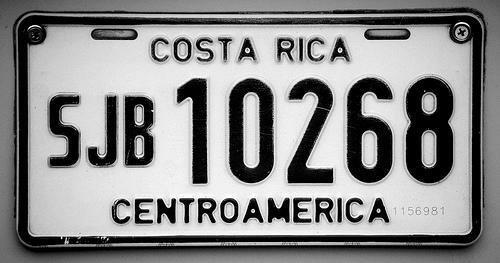 COSTA RICA
SJB 10268
CENTROAMERICA 1156981